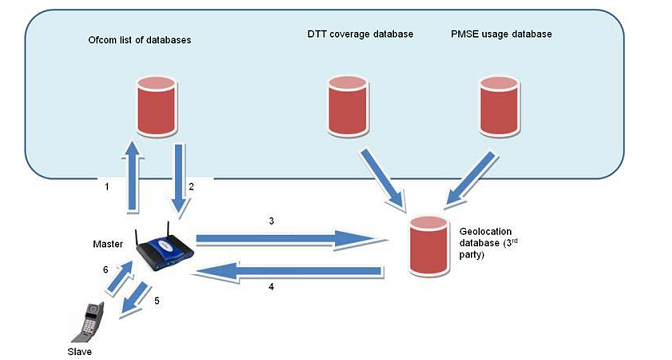 Ofcom list of databases
DTT coverage database
PMSE usage database
1
2
3
Geolocation
database (3rd
party)
Master
4
6
5
Slave